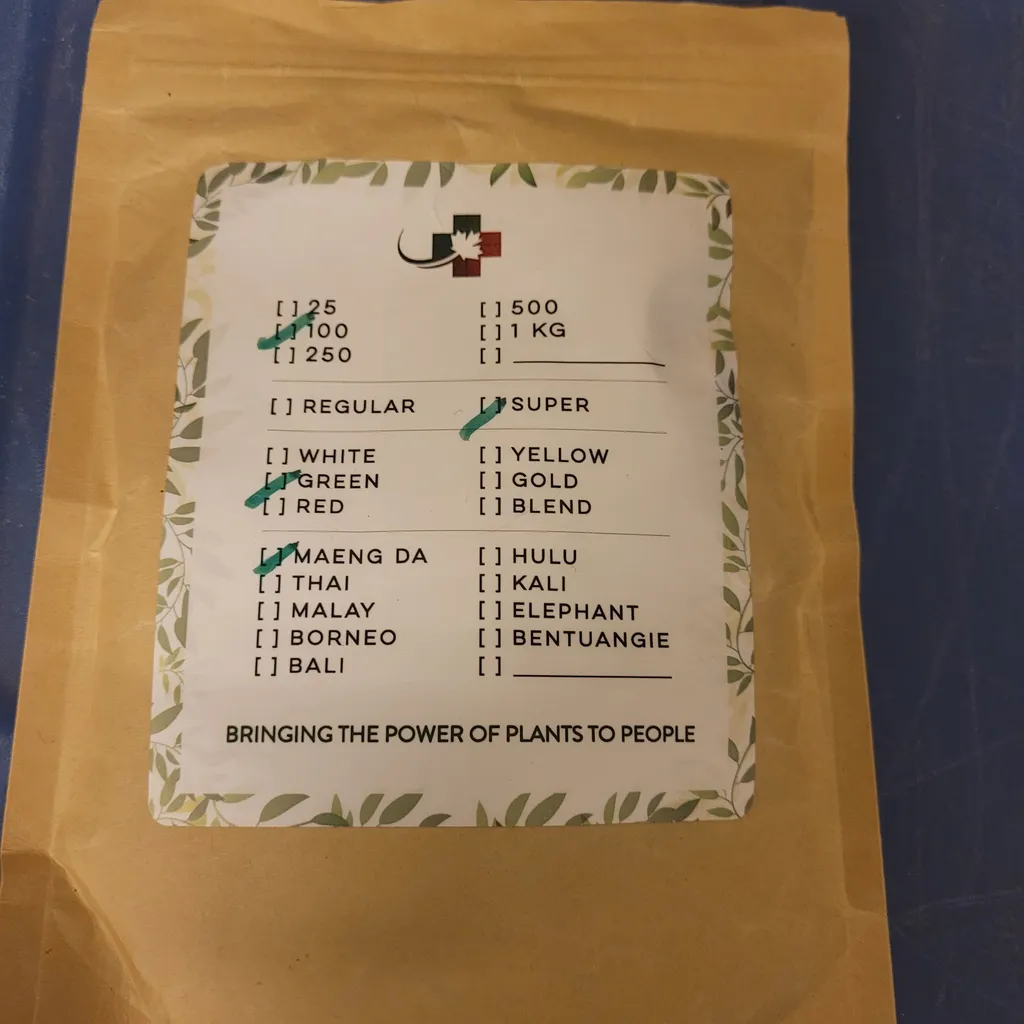 [ ] 25
[ ] 100
[ ] 250
[ ] 500
[ ] 1 KG
[ ] ––––––––––
[ ] REGULAR
[ ] SUPER
[ ] WHITE
[ ] GREEN
[ ] RED
[ ] YELLOW
[ ] GOLD
[ ] BLEND
[ ] MAENG DA
[ ] THAI
[ ] MALAY
[ ] BORNEO
[ ] BALI
[ ] HULU
[ ] KALI
[ ] ELEPHANT
[ ] BENTUANGIE
[ ] ––––––––––
BRINGING THE POWER OF PLANTS TO PEOPLE